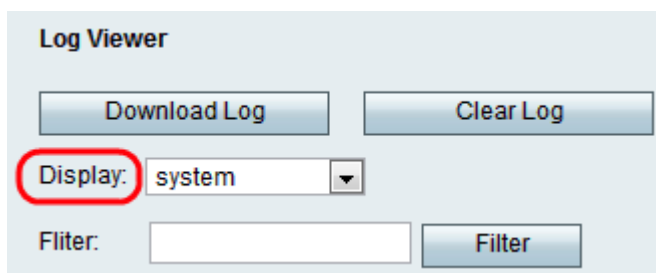 Log Viewer
Download Log Clear Log
Display: system
Fliter: Filter